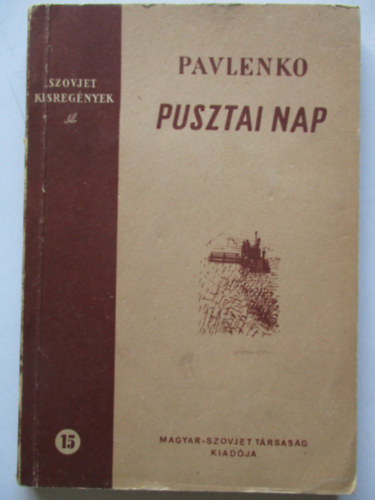 SZOVJET
KISREGÉNYEK
PAVLENKO
PUSZTAI NAP
15
MAGYAR-SZOVJET TÁRSASÁG
KIADÓJA